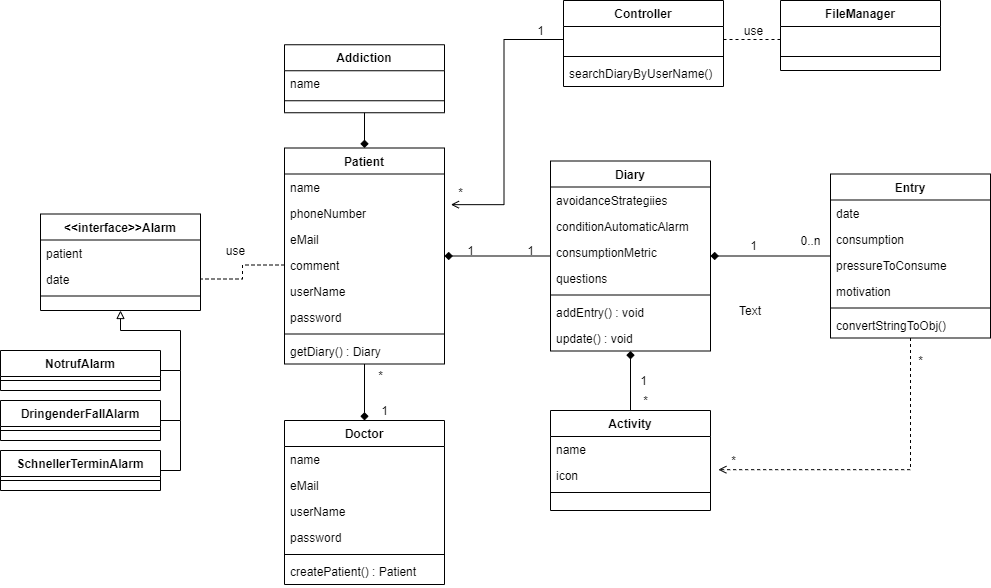 Controller
searchDiaryByUserName()
use
FileManager
1
*
Addiction
name
Patient
name
phoneNumber
eMail
comment
userName
password
getDiary() : Diary
<<interface>>Alarm
patient
date
use
NotrufAlarm
DringenderFallAlarm
SchnellerTerminAlarm
1
1
Diary
avoidanceStrategiies
conditionAutomaticAlarm
consumptionMetric
questions
addEntry() : void
update() : void
1
0..n
Text
Entry
date
consumption
pressureToConsume
motivation
convertStringToObj()
*
*
1
Doctor
name
eMail
userName
password
createPatient() : Patient
1
*
Activity
name
icon
*